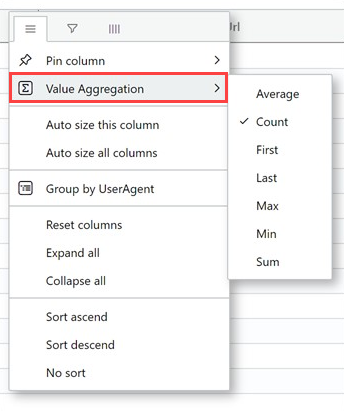 Url
Pin column
Value Aggregation
Auto size this column
Auto size all columns
Group by UserAgent
Reset columns
Expand all
Collapse all
Sort ascend
Sort descend
No sort
Average
Count
First
Last
Max
Min
Sum